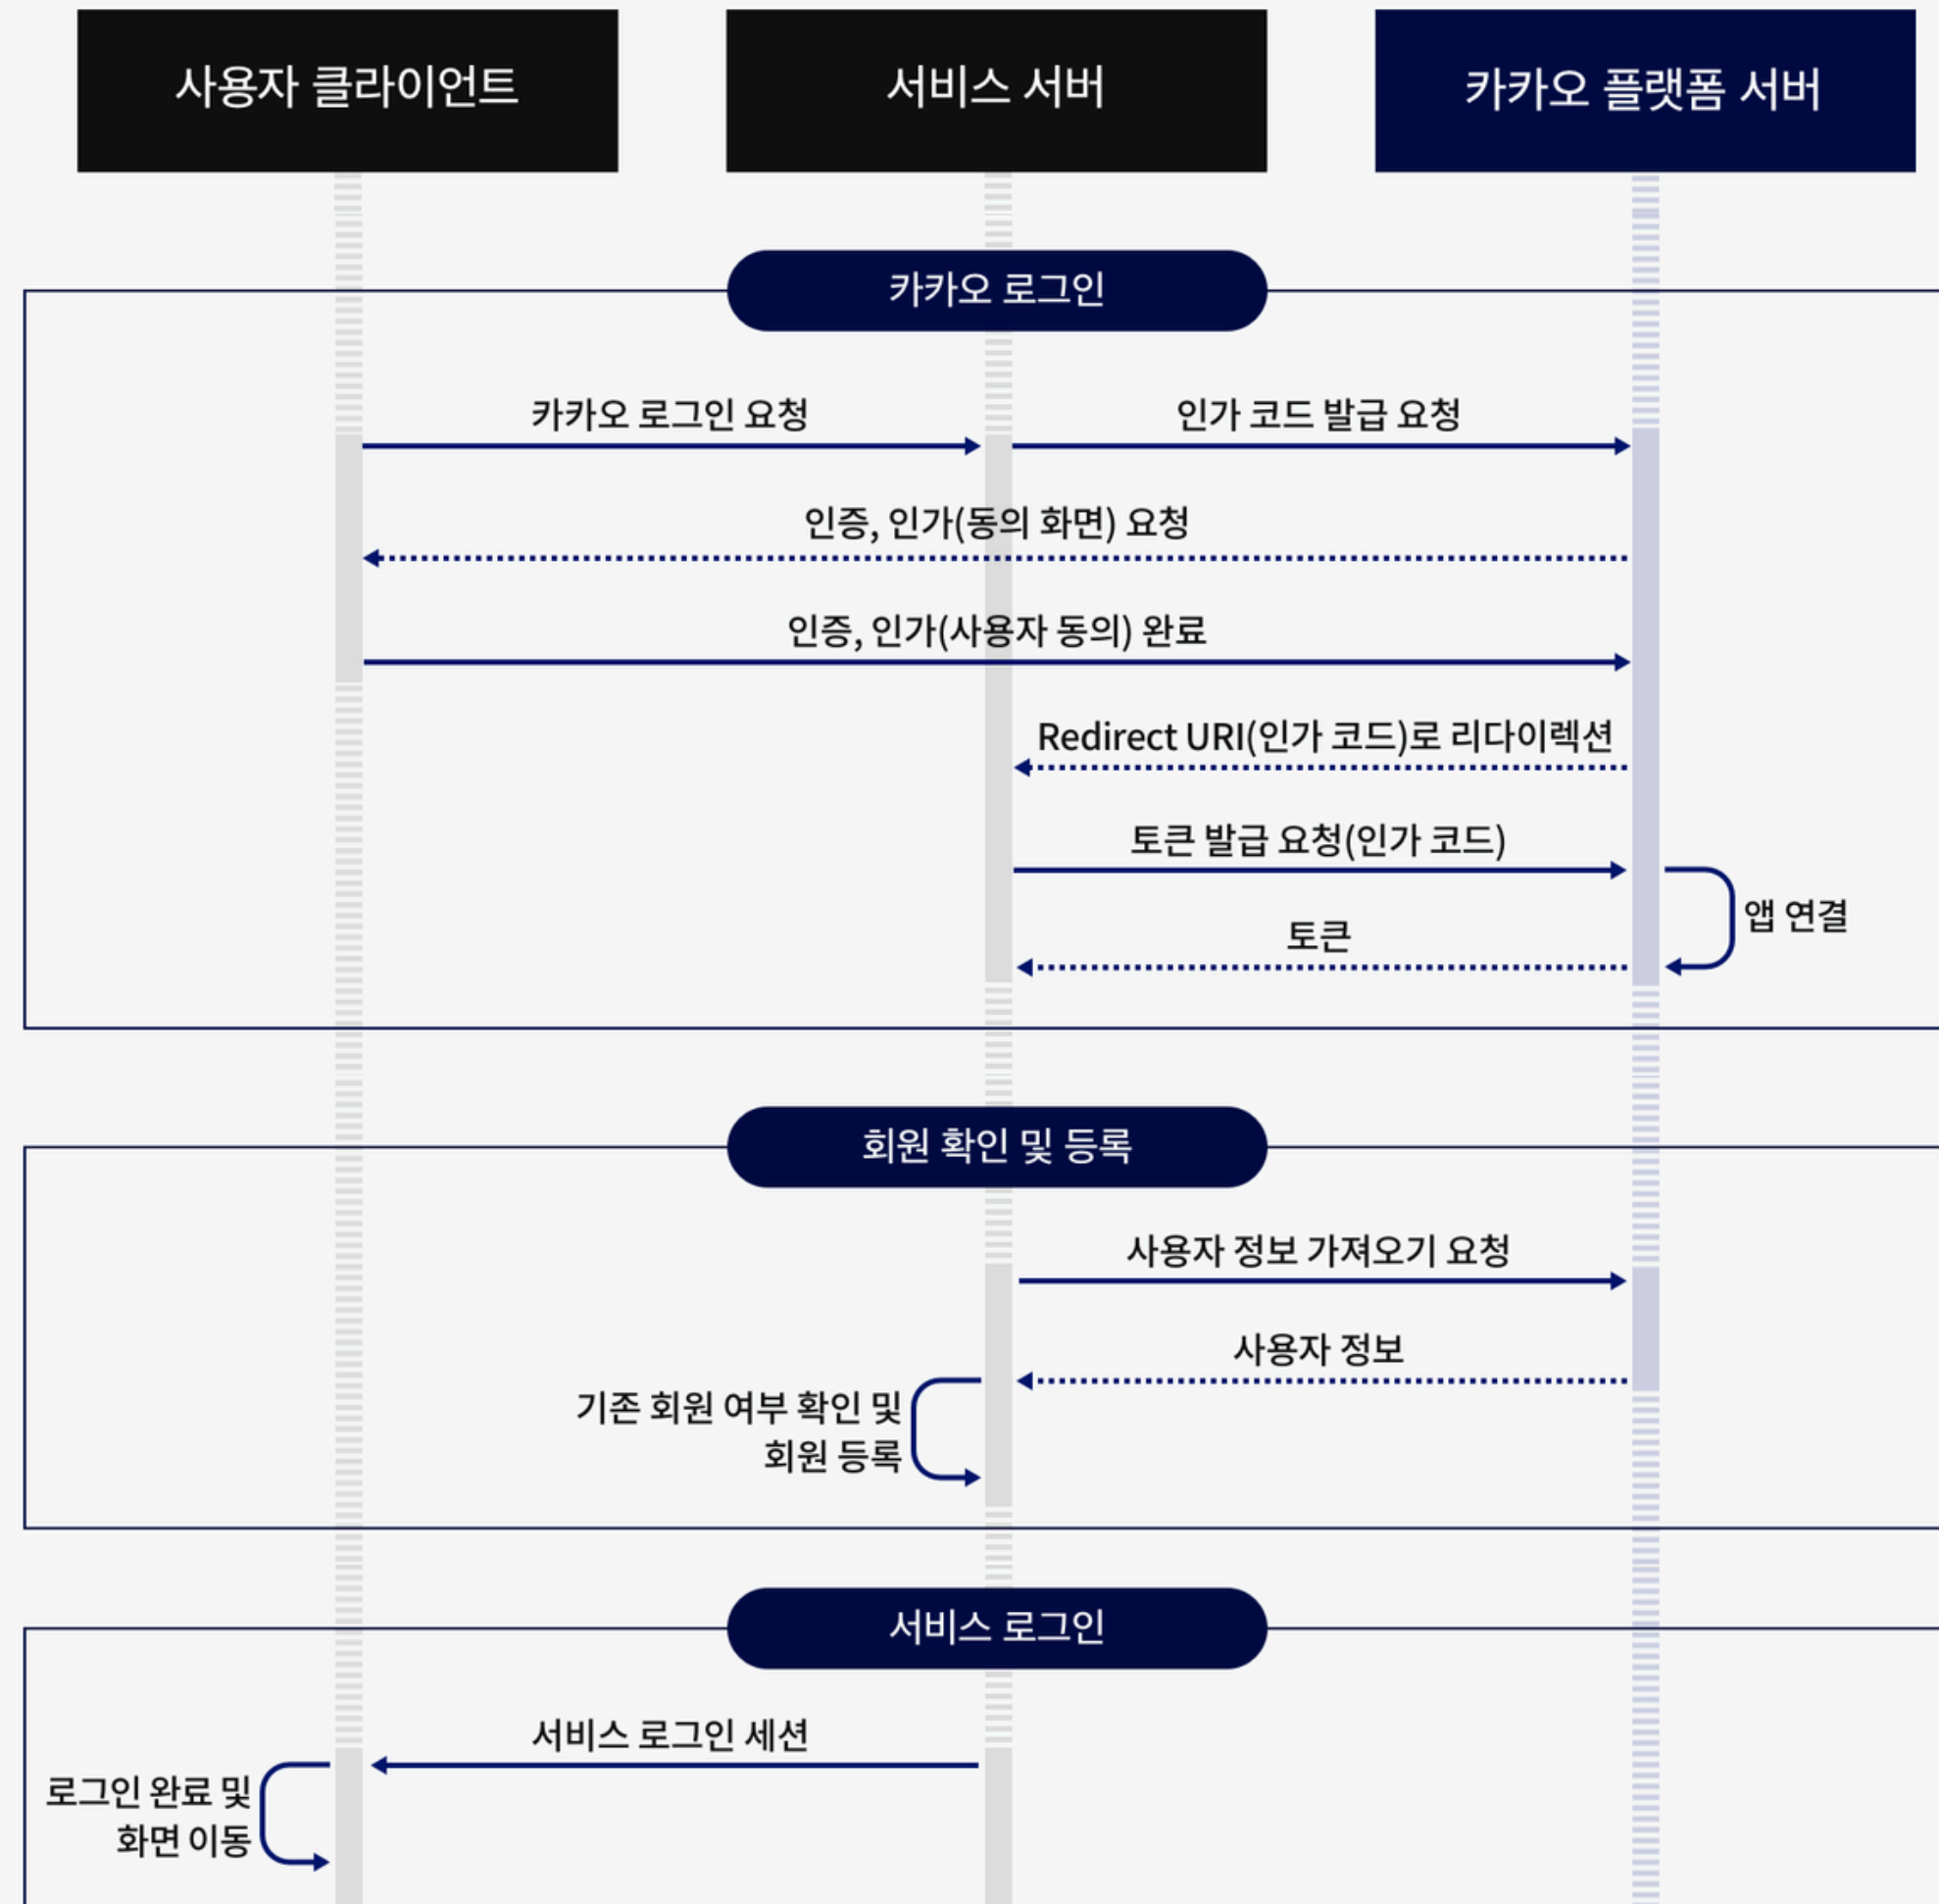 사용자 클라이언트
서비스 서버
카카오 플랫폼 서버
카카오 로그인
카카오 로그인 요청
인가 코드 발급 요청
인증, 인가(동의 화면) 요청
인증, 인가(사용자 동의) 완료
Redirect URI(인가 코드)로 리다이렉션
토큰 발급 요청(인가 코드)
앱 연결
토큰
회원 확인 및 등록
사용자 정보 가져오기 요청
사용자 정보
기존 회원 여부 확인 및
회원 등록
서비스 로그인
서비스 로그인 세션
로그인 완료 및
화면 이동